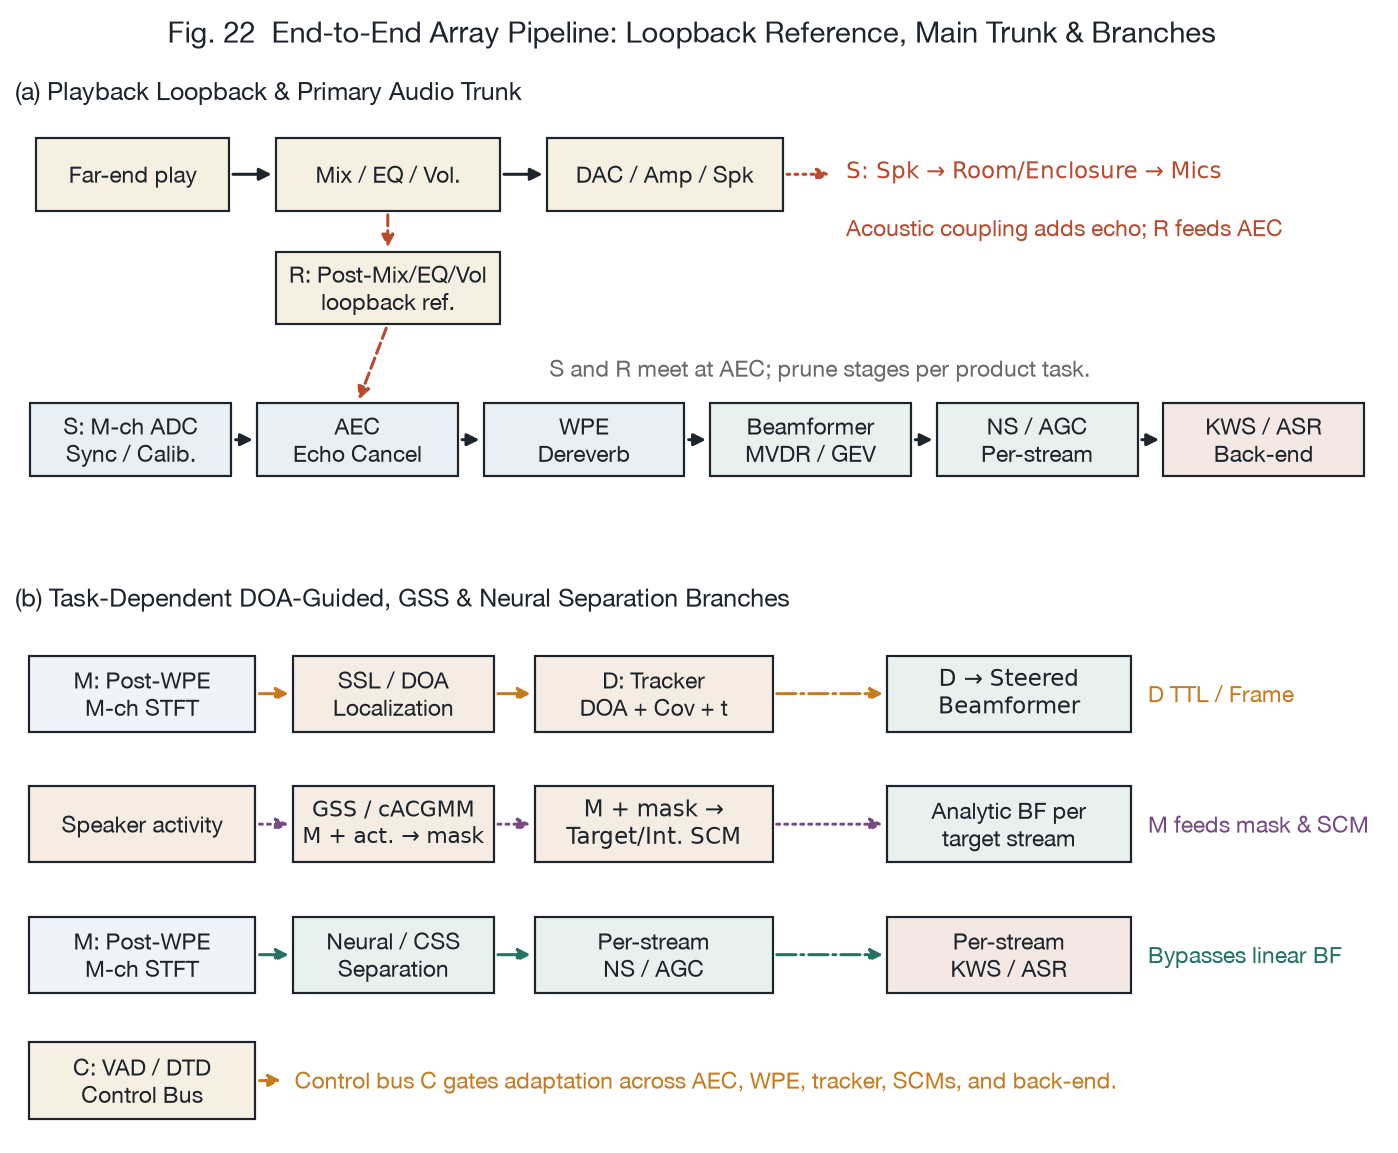 Fig. 22  End-to-End Array Pipeline: Loopback Reference, Main Trunk & Branches
(a) Playback Loopback & Primary Audio Trunk
Far-end play
Mix / EQ / Vol.
DAC / Amp / Spk
S: Spk → Room/Enclosure → Mics
Acoustic coupling adds echo; R feeds AEC
R: Post-Mix/EQ/Vol
loopback ref.
S and R meet at AEC; prune stages per product task.
S: M-ch ADC
Sync / Calib.
AEC
Echo Cancel
WPE
Dereverb
Beamformer
MVDR / GEV
NS / AGC
Per-stream
KWS / ASR
Back-end
(b) Task-Dependent DOA-Guided, GSS & Neural Separation Branches
M: Post-WPE
M-ch STFT
SSL / DOA
Localization
D: Tracker
DOA + Cov + t
D → Steered
Beamformer
D TTL / Frame
Speaker activity
GSS / cACGMM
M + act. → mask
M + mask →
Target/Int. SCM
Analytic BF per
target stream
M feeds mask & SCM
M: Post-WPE
M-ch STFT
Neural / CSS
Separation
Per-stream
NS / AGC
Per-stream
KWS / ASR
Bypasses linear BF
C: VAD / DTD
Control Bus
Control bus C gates adaptation across AEC, WPE, tracker, SCMs, and back-end.